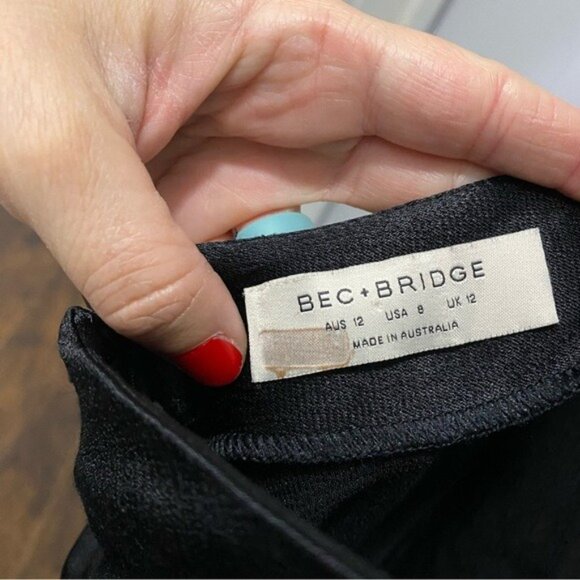 BEC+BRIDGE
AUS 12 USA 8 UK 12
MADE IN AUSTRALIA